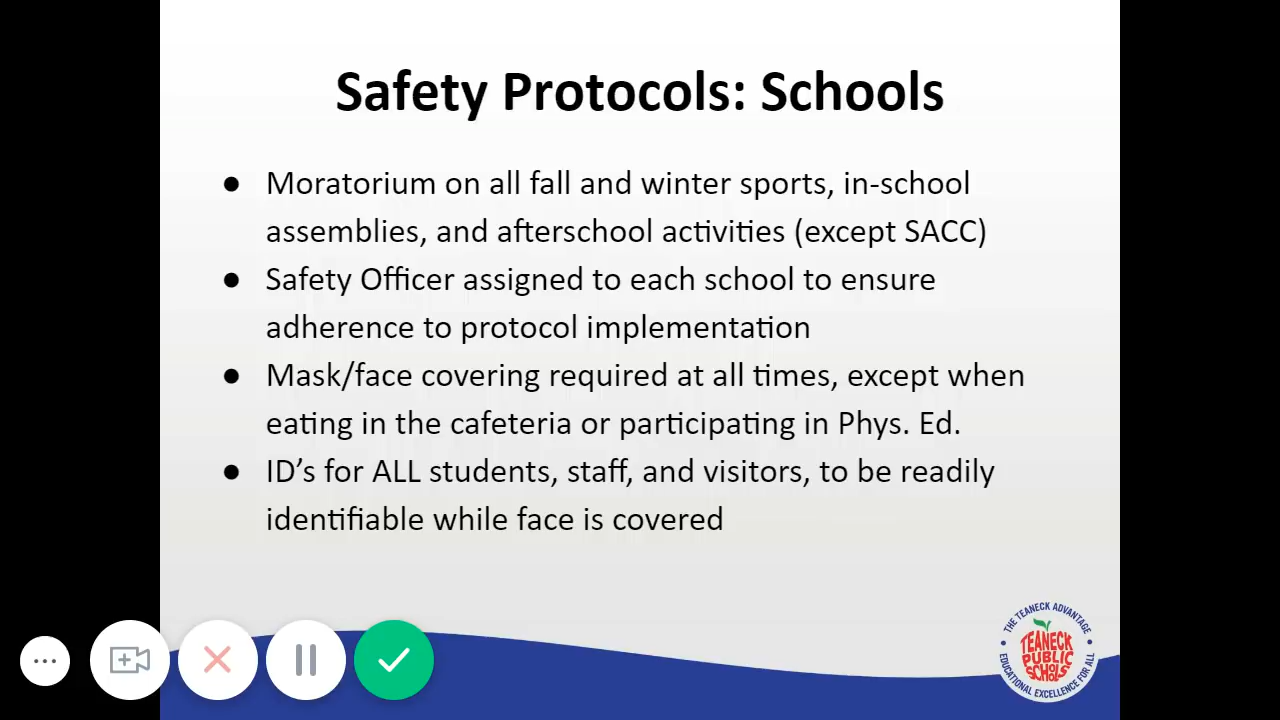 Safety Protocols: Schools
● Moratorium on all fall and winter sports, in-school
assemblies, and afterschool activities (except SACC)
● Safety Officer assigned to each school to ensure
adherence to protocol implementation
● Mask/face covering required at all times, except when
eating in the cafeteria or participating in Phys. Ed.
● ID’s for ALL students, staff, and visitors, to be readily
identifiable while face is covered
THE TEANECK ADVANTAGE
TEANECK
PUBLIC
SCHOOLS
EDUCATIONAL EXCELLENCE FOR ALL